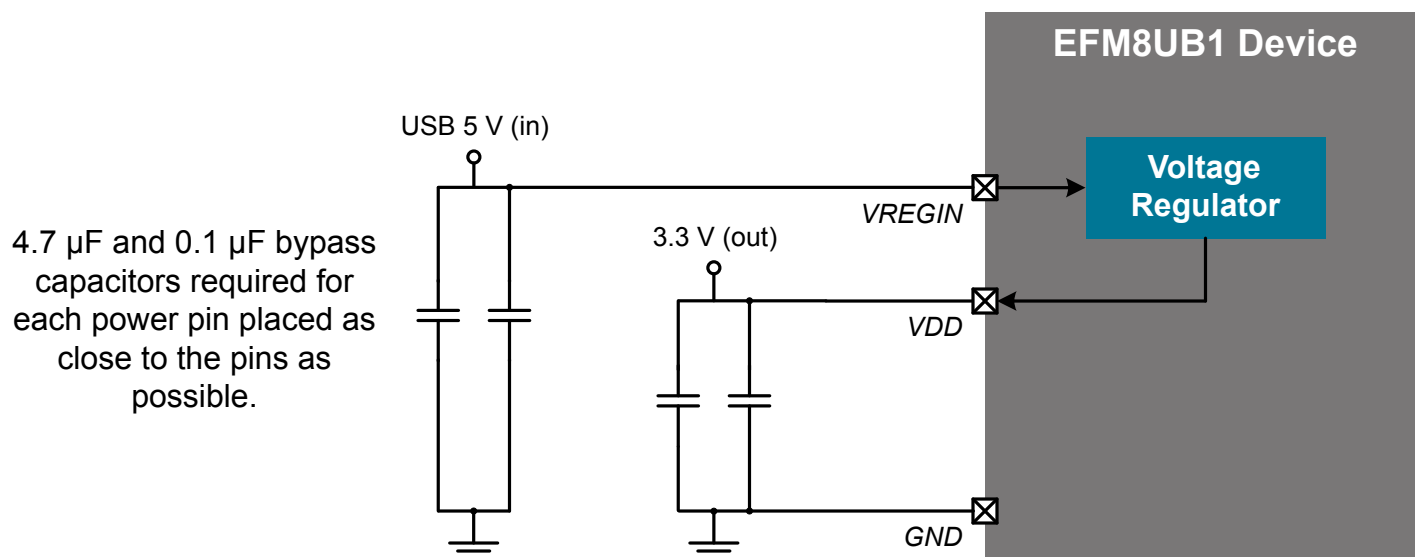 EFM8UB1 Device
USB 5 V (in)
Voltage
Regulator
VREGIN
4.7 µF and 0.1 µF bypass
capacitors required for
each power pin placed as
close to the pins as
possible.
3.3 V (out)
VDD
GND